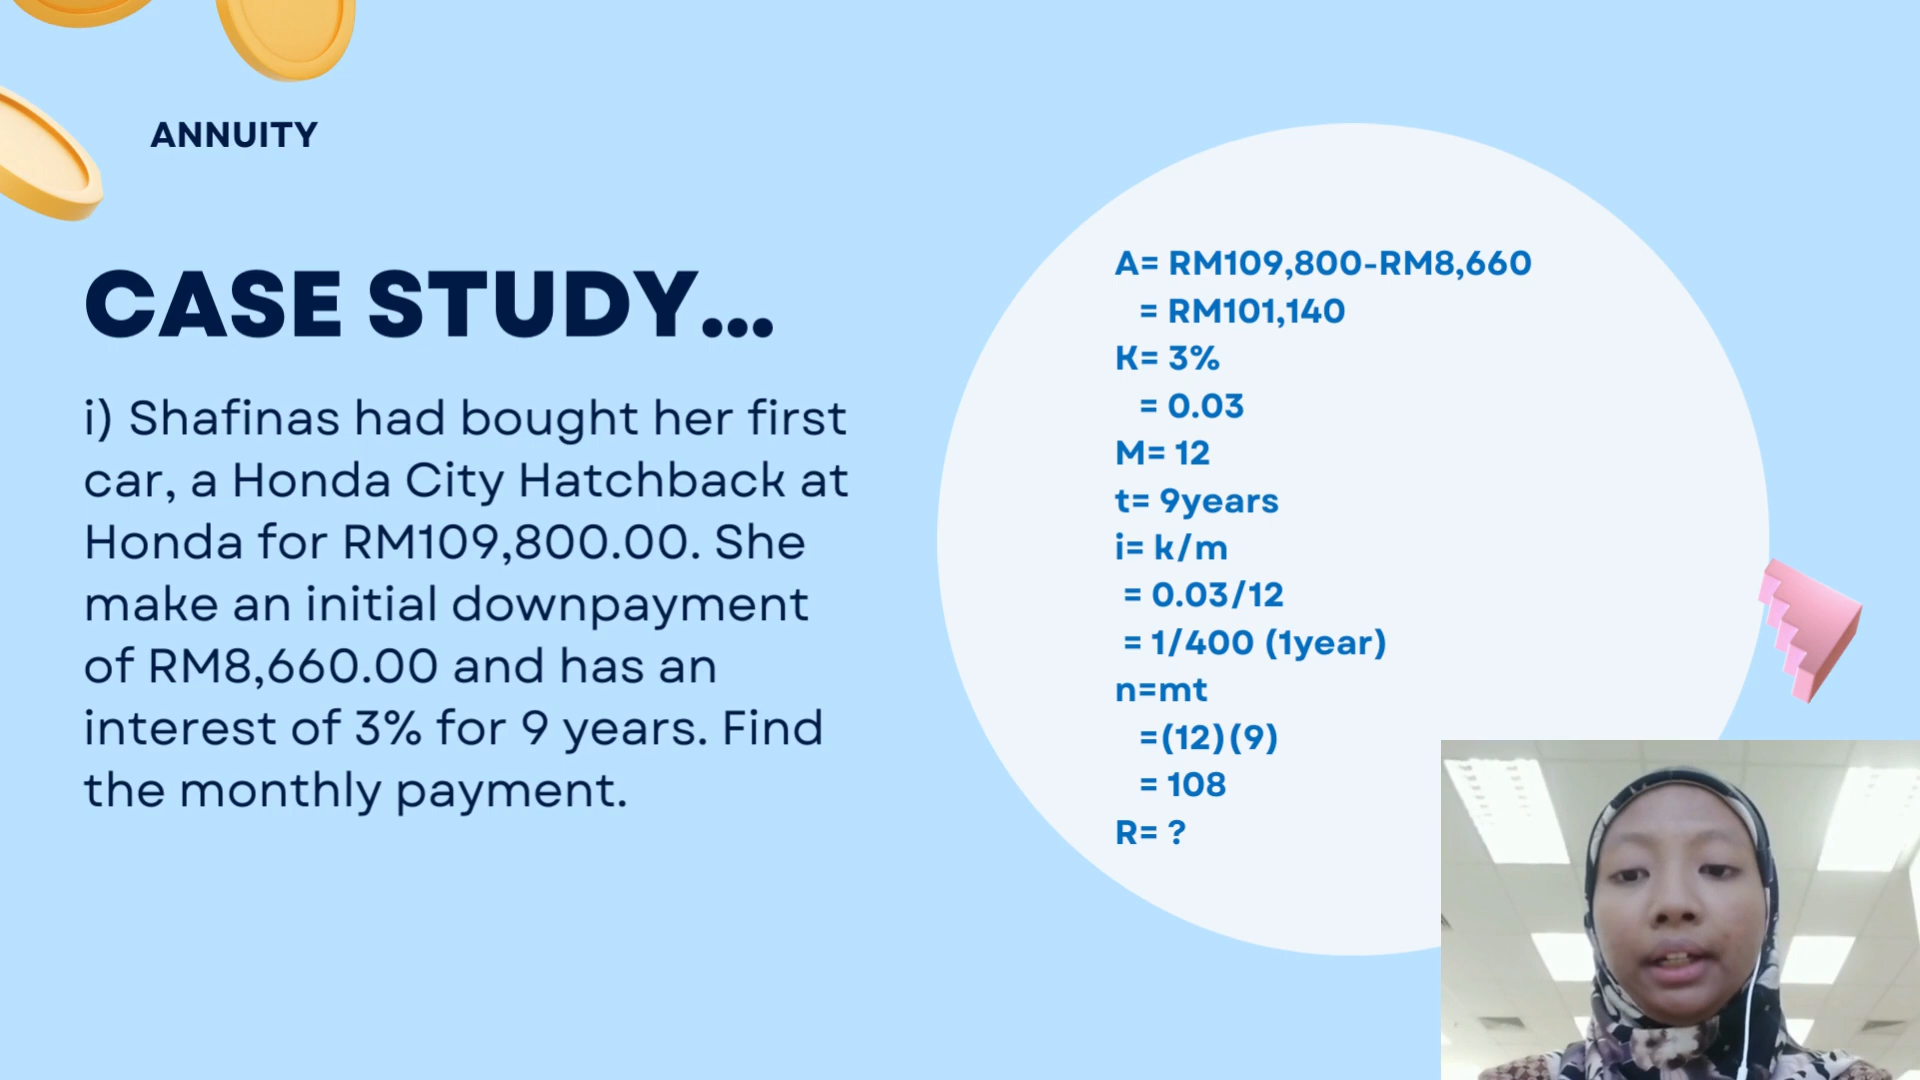 ANNUITY
CASE STUDY...
i) Shafinas had bought her first
car, a Honda City Hatchback at
Honda for RM109,800.00. She
make an initial downpayment
of RM8,660.00 and has an
interest of 3% for 9 years. Find
the monthly payment.
A= RM109,800-RM8,660
= RM101,140
K= 3%
= 0.03
M= 12
t= 9years
i= k/m
= 0.03/12
= 1/400 (1year)
n=mt
=(12)(9)
= 108
R= ?